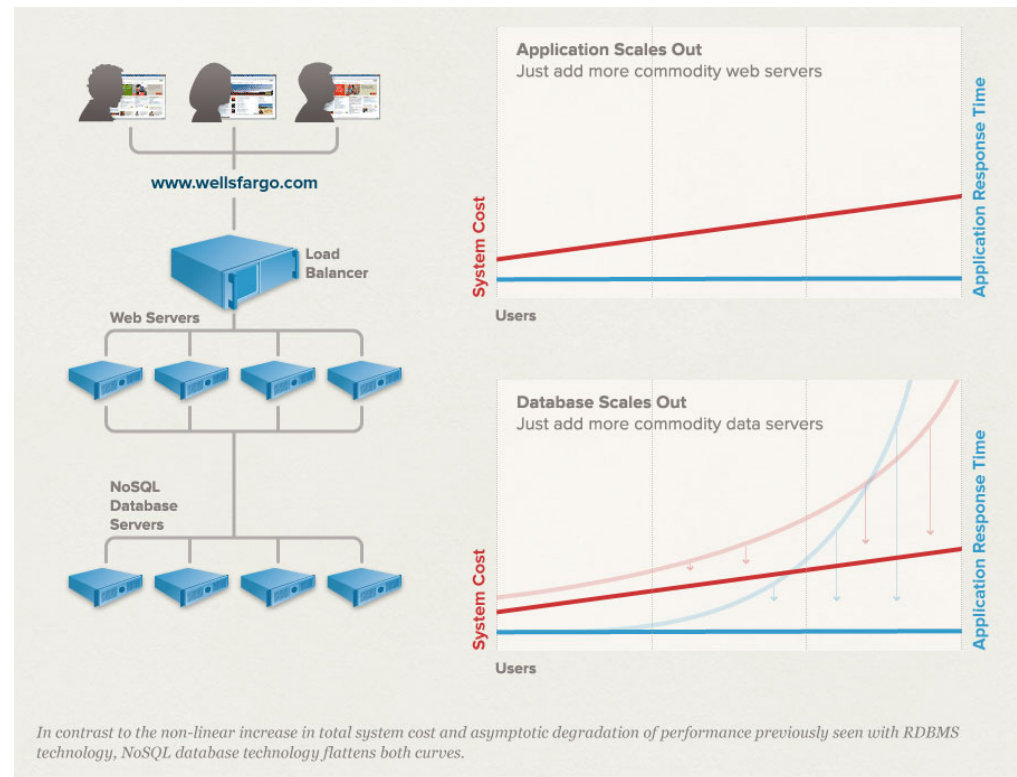 www.wellsfargo.com
Load
Balancer
Web Servers
NoSQL
Database
Servers
Application Scales Out
Just add more commodity web servers
System Cost
Application Response Time
Users
Database Scales Out
Just add more commodity data servers
System Cost
Application Response Time
Users
In contrast to the non-linear increase in total system cost and asymptotic degradation of performance previously seen with RDBMS
technology, NoSQL database technology flattens both curves.